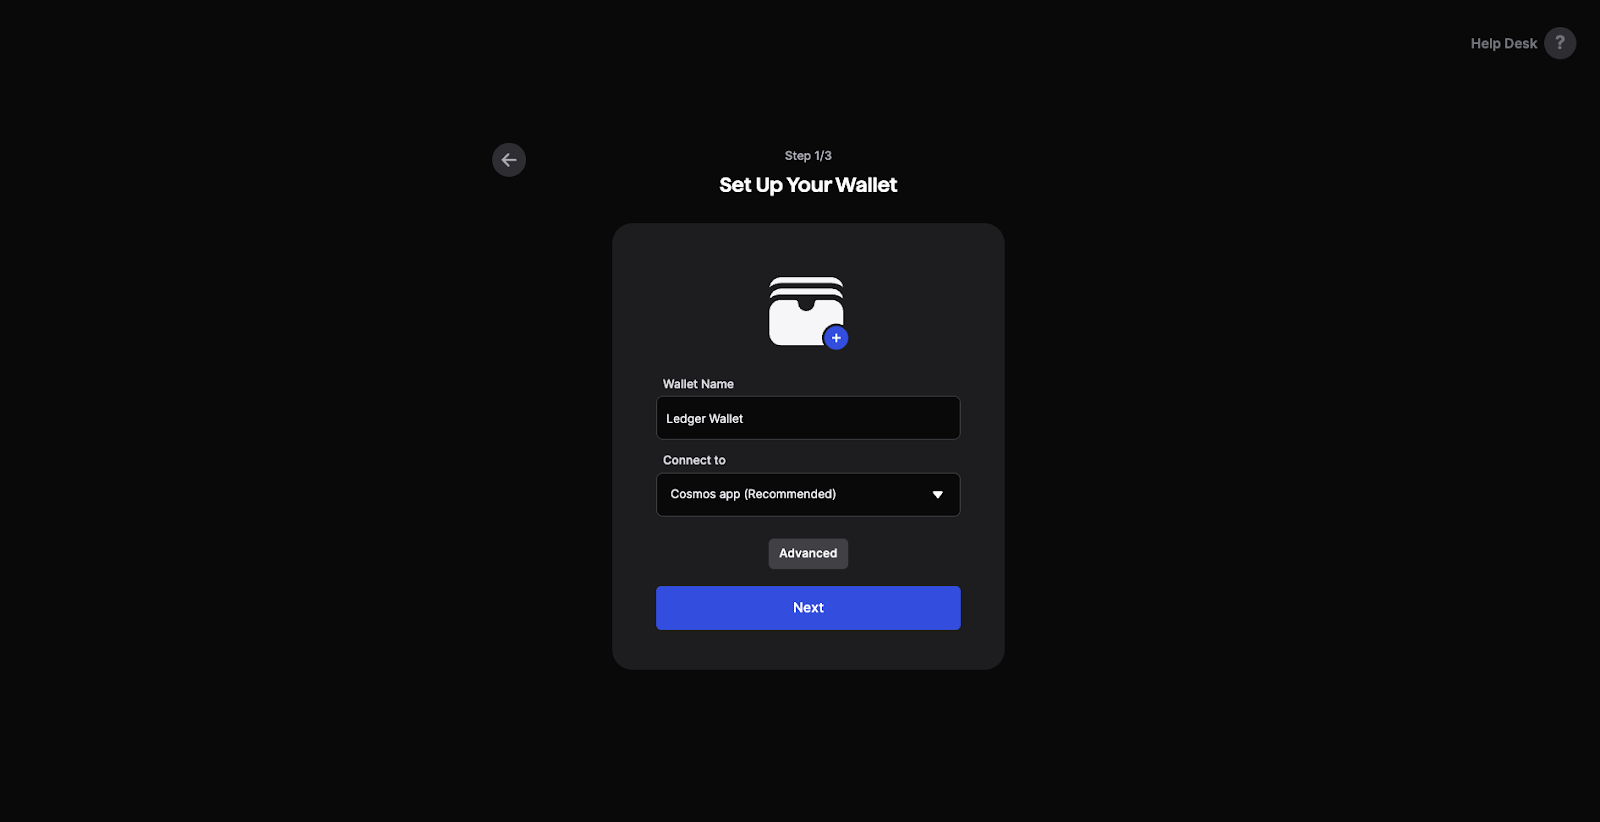 Help Desk ?
Step 1/3
Set Up Your Wallet
Wallet Name
Ledger Wallet
Connect to
Cosmos app (Recommended)
Advanced
Next